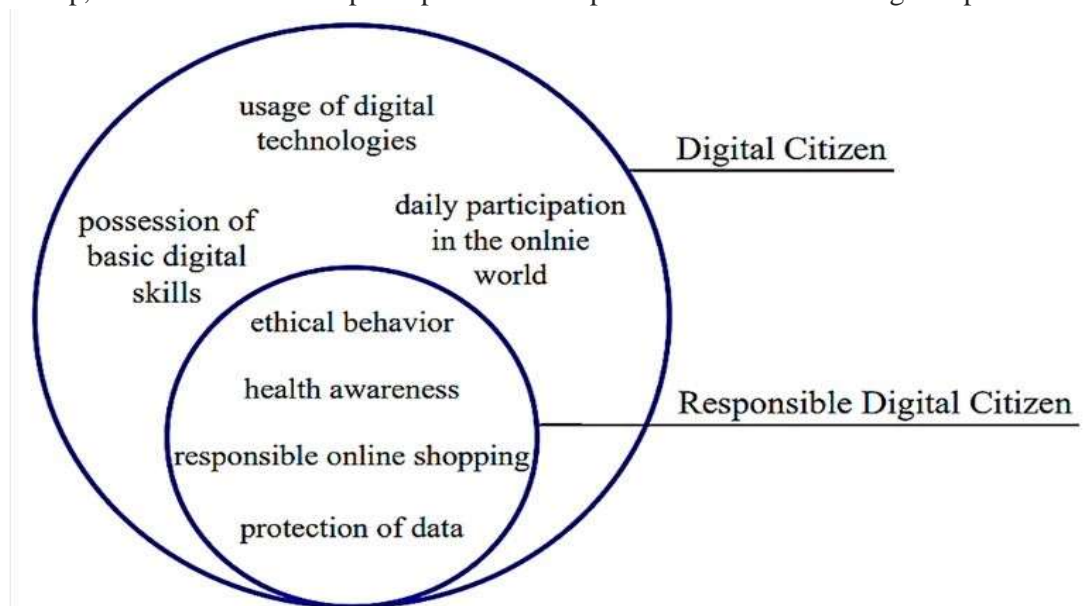 usage of digital
technologies
Digital Citizen
daily participation
in the onlnie
world
possession of
basic digital
skills
ethical behavior
health awareness
Responsible Digital Citizen
responsible online shopping
protection of data